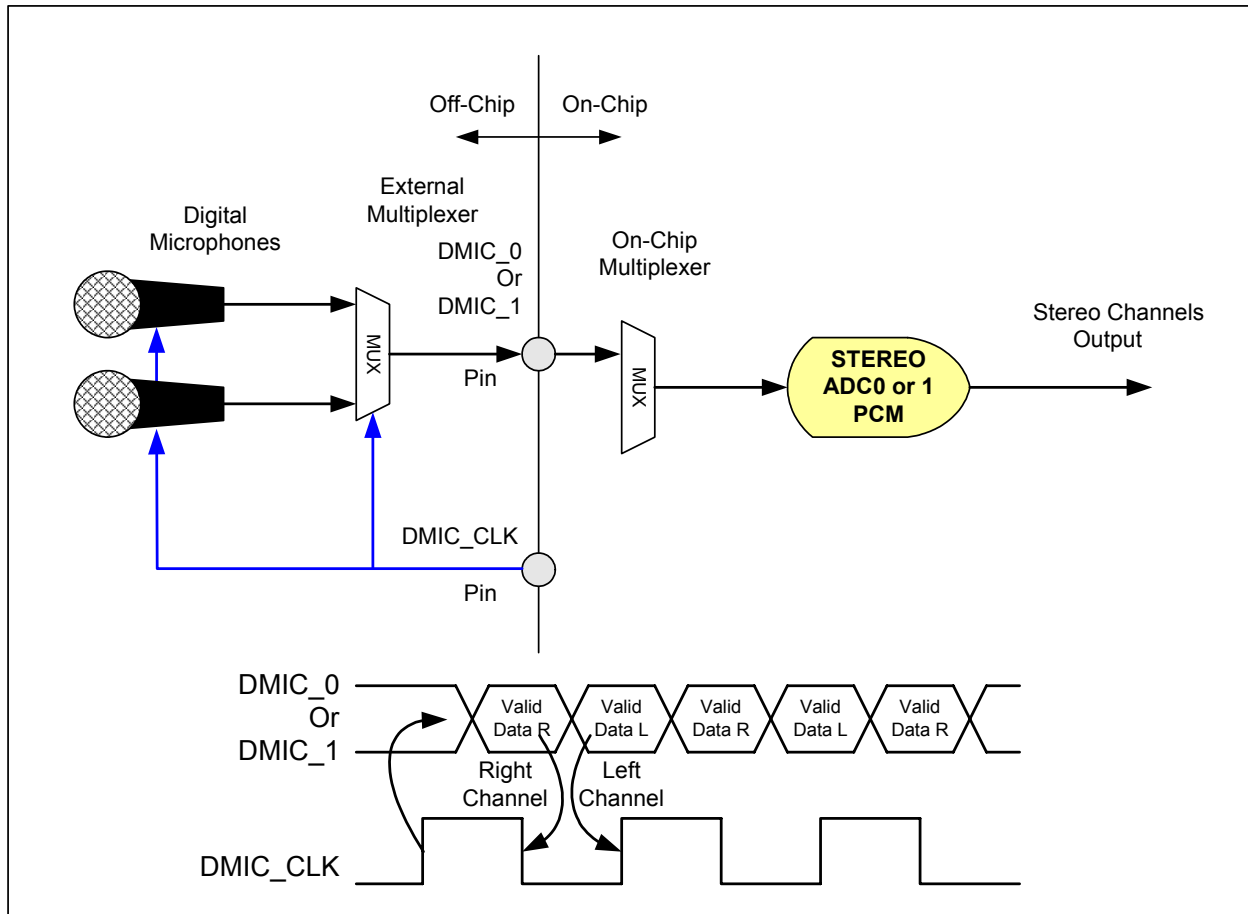 Off-Chip
On-Chip
External
Multiplexer
Digital
Microphones
DMIC_0
Or
DMIC_1
On-Chip
Multiplexer
Stereo Channels
Output
MUX
Pin
MUX
STEREO
ADC0 or 1
PCM
DMIC_CLK
Pin
DMIC_0
Or
DMIC_1
Valid
Data R
Valid
Data L
Valid
Data R
Valid
Data L
Valid
Data R
Right
Channel
Left
Channel
DMIC_CLK